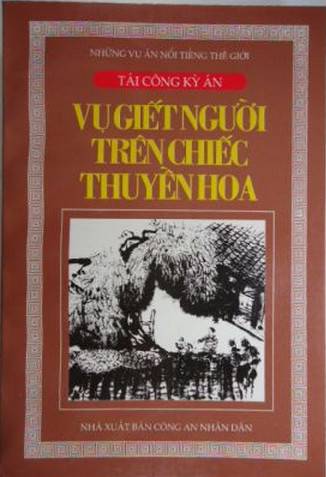 NHỮNG VỤ ÁN NỔI TIẾNG THẾ GIỚI
TẢI CÔNG KỲ ÁN
VỤ GIẾT NGƯỜI
TRÊN CHIẾC
THUYỀN HOA
NHÀ XUẤT BẢN CÔNG AN NHÂN DÂN